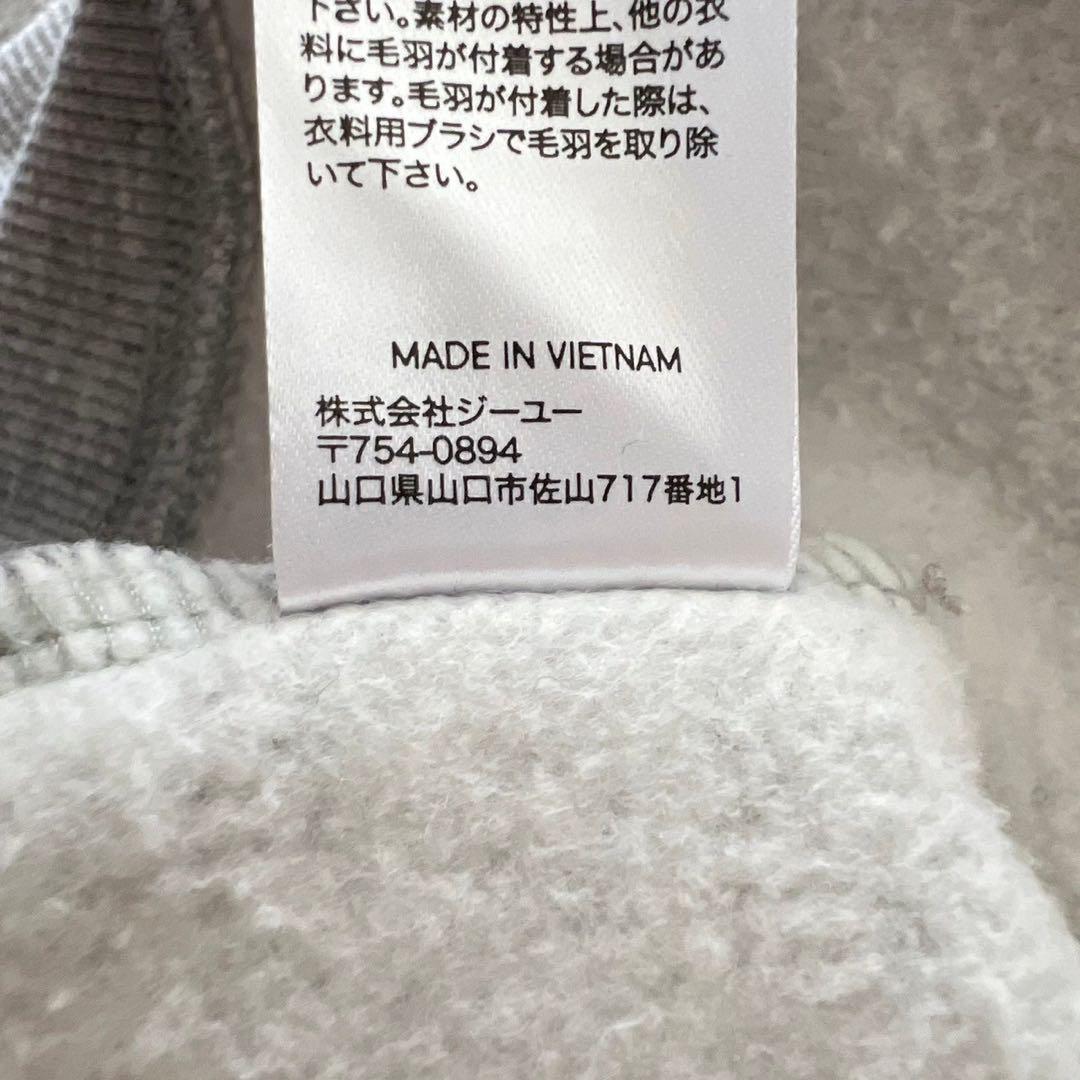 下さい。素材の特性上、他の衣
料に毛羽が付着する場合があ
ります。毛羽が付着した際は、
衣料用ブラシで毛羽を取り除
いて下さい。
MADE IN VIETNAM
株式会社ジーユー
〒754-0894
山口県山口市佐山717番地1